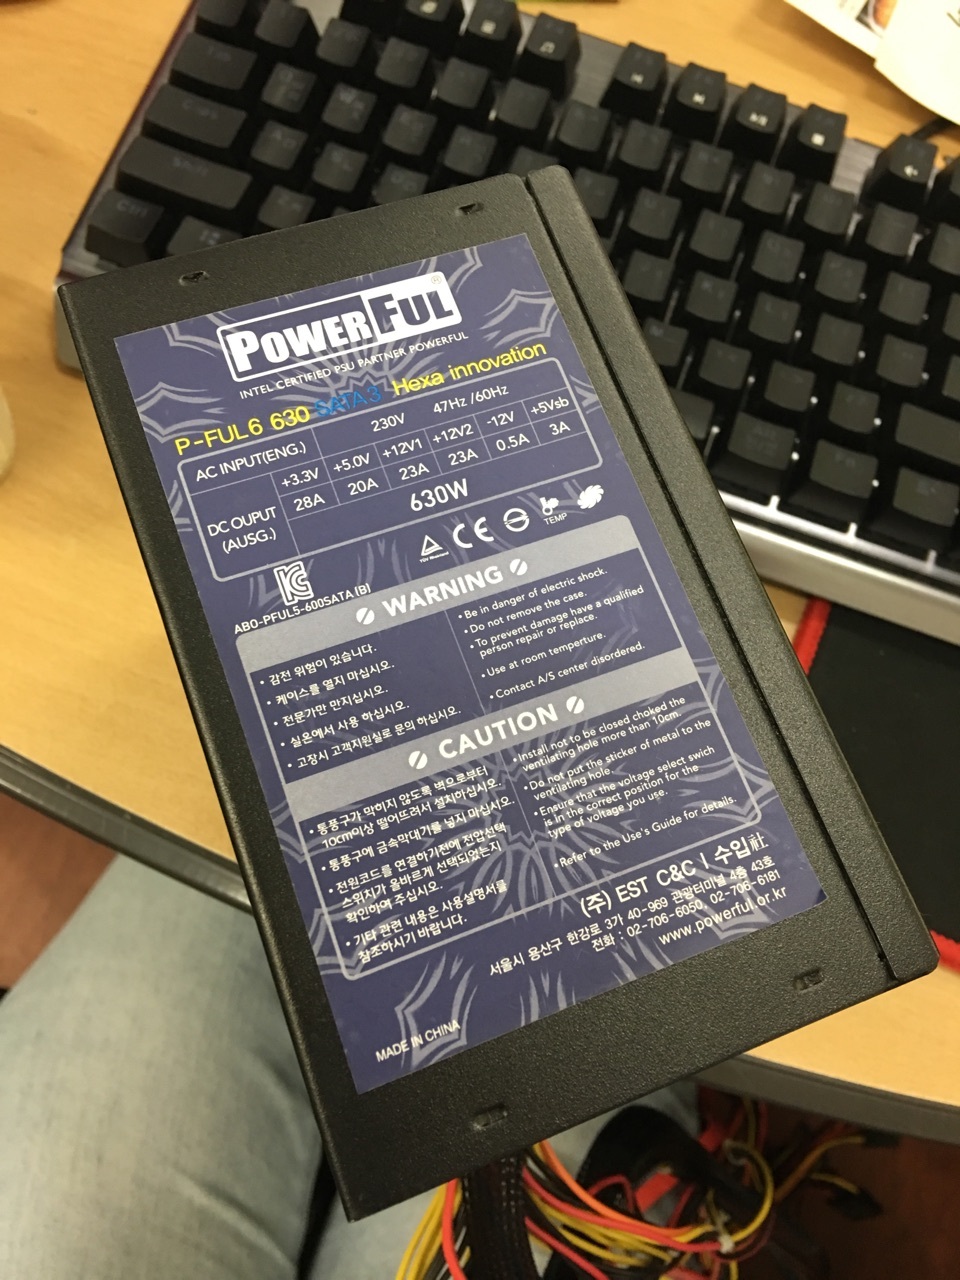 POWERFUL®
INTEL CERTIFIED PSU PARTNER POWERFUL
P-FUL6 630 SATA3 Hexa innovation
AC INPUT(ENG.) 230V 47Hz /60Hz
DC OUPUT (AUSG.)
+3.3V +5.0V +12V1 +12V2 -12V +5Vsb
28A 20A 23A 23A 0.5A 3A
630W
TEMP
AB0-PFUL5-600SATA [B]
WARNING
• 감전 위험이 있습니다.
• 케이스를 열지 마십시오.
• 전문가만 만지십시오.
• 실온에서 사용 하십시오.
• 고장시 고객지원실로 문의 하십시오.
• Be in danger of electric shock.
• Do not remove the case.
• To prevent damage have a qualified
person repair or replace.
• Use at room temperture.
• Contact A/S center disordered.
CAUTION
• 통풍구가 막히지 않도록 벽으로부터
10cm이상 떨어뜨려서 설치하십시오.
• 통풍구에 금속막대기를 넣지 마십시오.
• 전원코드를 연결하기전에 전압선택
스위치가 올바르게 선택되었는지
확인하여 주십시오.
• 기타 관련 내용은 사용설명서를
참조하시기 바랍니다.
• Install not to be closed choked the
ventilating hole more than 10cm.
• Do not put the sticker of metal to the
ventilating hole
• Ensure that the voltage select swich
is in the correct position for the
type of voltage you use.
• Refer to the Use's Guide for details.
(주) EST C&C | 수입社
서울시 용산구 한강로 3가 40-969 관광터미널 4층 43호
전화 : 02-706-6050, 02-706-6181
www.powerful.or.kr
MADE IN CHINA